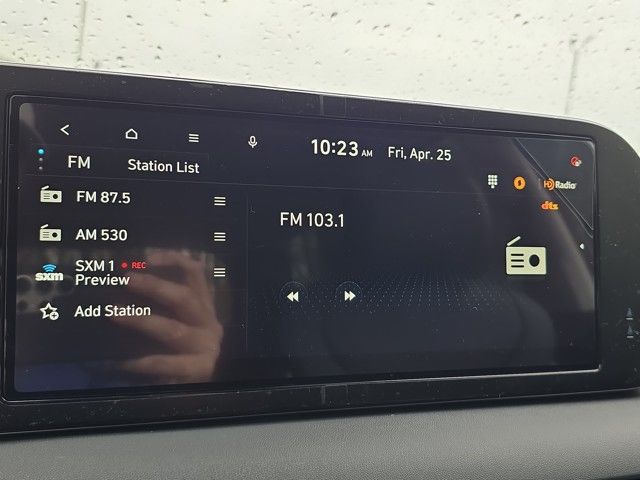 10:23 AM Fri, Apr. 25
FM Station List
HD Radio
dts
FM 87.5
AM 530
sxm SXM 1 REC
Preview
Add Station
FM 103.1